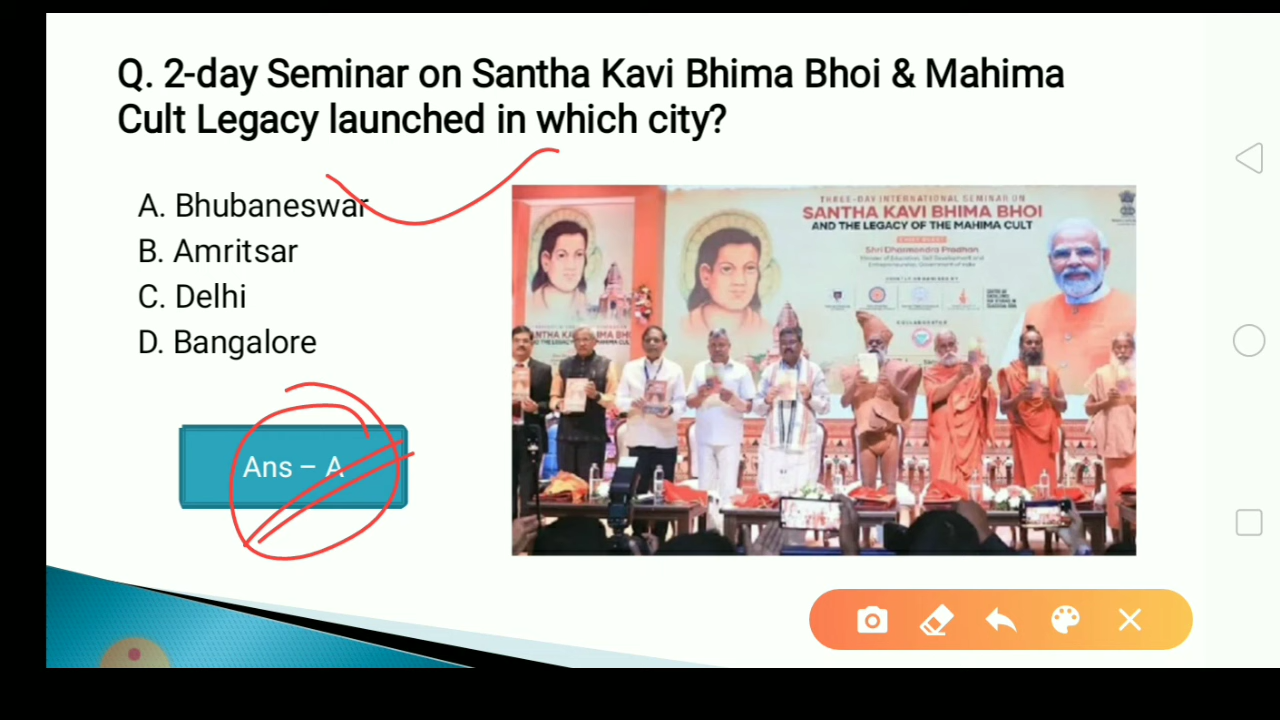 Q. 2-day Seminar on Santha Kavi Bhima Bhoi & Mahima
Cult Legacy launched in which city?
A. Bhubaneswar
B. Amritsar
C. Delhi
D. Bangalore
Ans – A
THREE-DAY INTERNATIONAL SEMINAR ON
SANTHA KAVI BHIMA BHOI
AND THE LEGACY OF THE MAHIMA CULT
Shri Dharmendra Pradhan